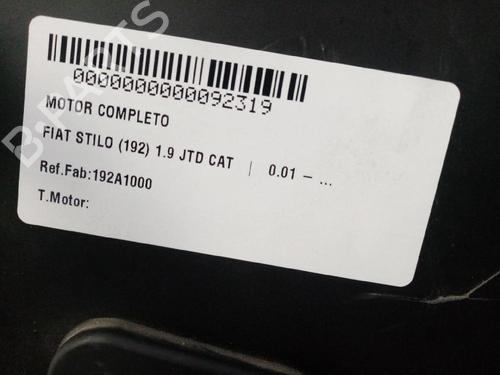 0000000000092319
MOTOR COMPLETO
FIAT STILO (192) 1.9 JTD CAT | 0.01 – ...
Ref.Fab:192A1000
T.Motor:
B-PARTS